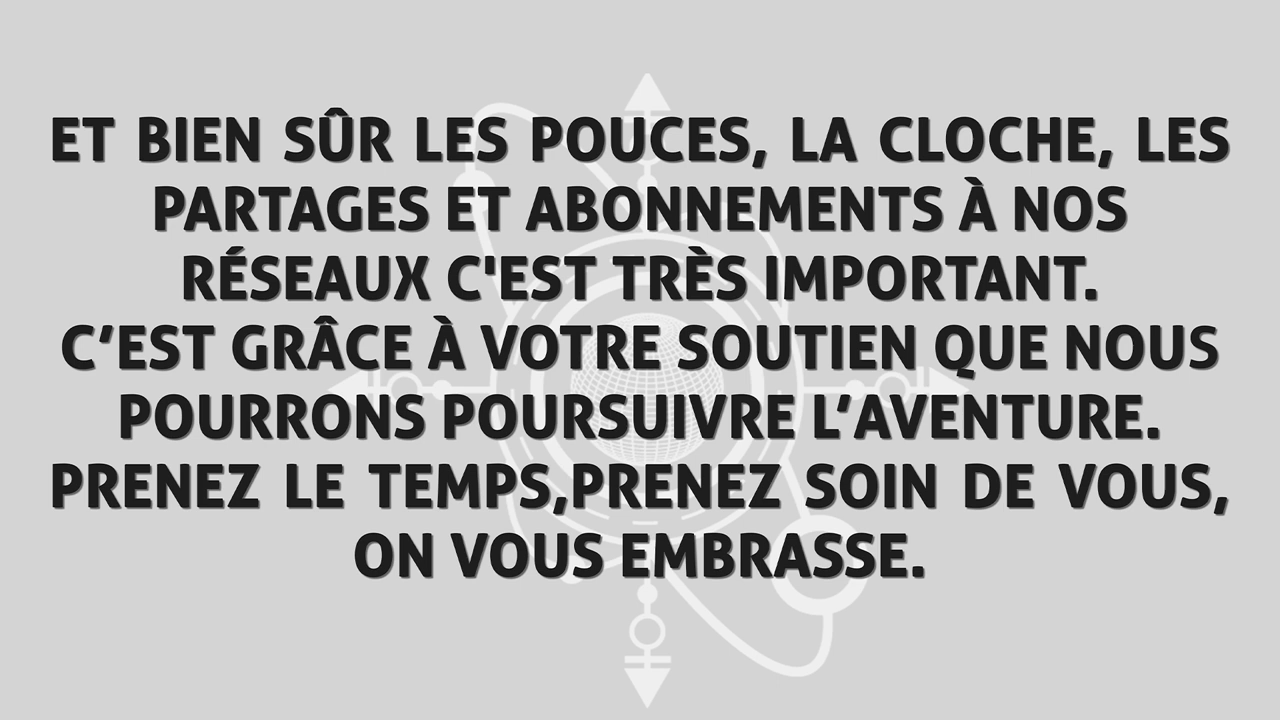 ET BIEN SÛR LES POUCES, LA CLOCHE, LES
PARTAGES ET ABONNEMENTS À NOS
RÉSEAUX C'EST TRÈS IMPORTANT.
C’EST GRÂCE À VOTRE SOUTIEN QUE NOUS
POURRONS POURSUIVRE L’AVENTURE.
PRENEZ LE TEMPS,PRENEZ SOIN DE VOUS,
ON VOUS EMBRASSE.